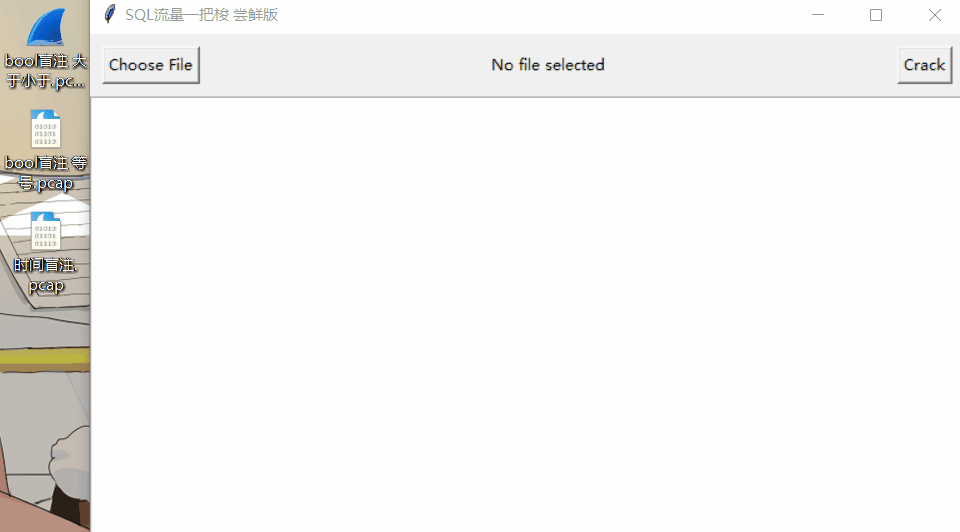 SQL流量一把梭 尝鲜版
Choose File
No file selected
Crack
bool盲注 大
于小于.pc...
bool盲注 等
号.pcap
时间盲注.
pcap